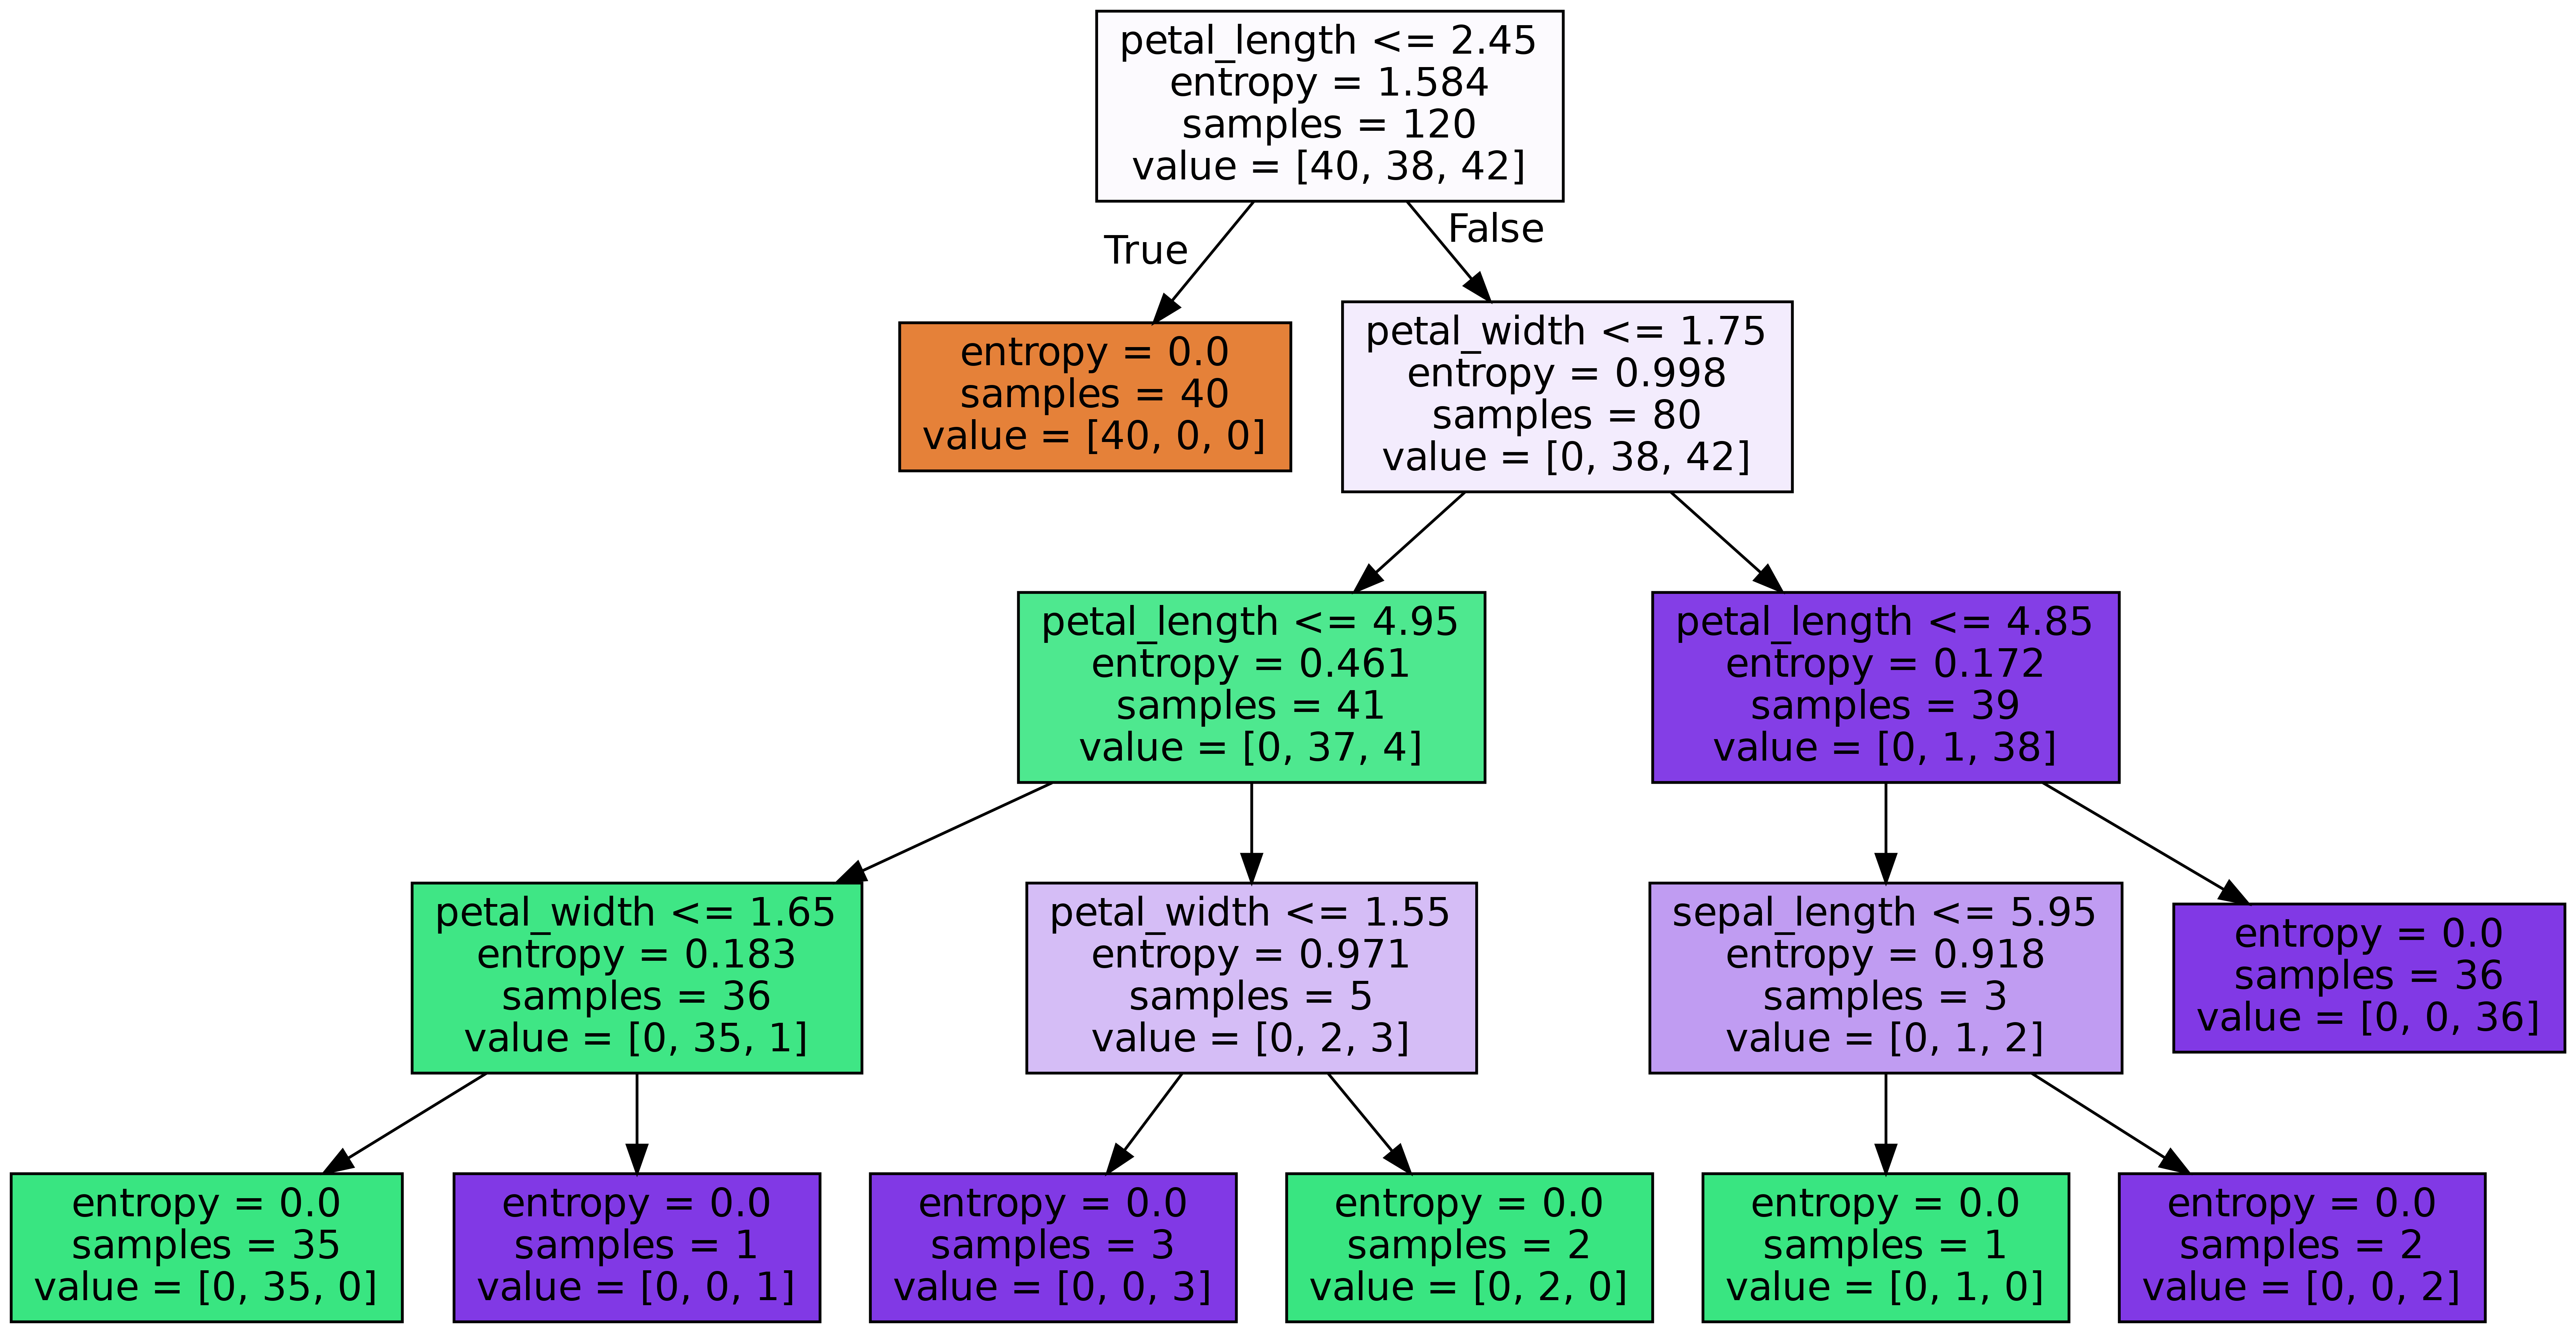 petal_length <= 2.45
entropy = 1.584
samples = 120
value = [40, 38, 42]
True
False
entropy = 0.0
samples = 40
value = [40, 0, 0]
petal_width <= 1.75
entropy = 0.998
samples = 80
value = [0, 38, 42]
petal_length <= 4.95
entropy = 0.461
samples = 41
value = [0, 37, 4]
petal_length <= 4.85
entropy = 0.172
samples = 39
value = [0, 1, 38]
petal_width <= 1.65
entropy = 0.183
samples = 36
value = [0, 35, 1]
petal_width <= 1.55
entropy = 0.971
samples = 5
value = [0, 2, 3]
sepal_length <= 5.95
entropy = 0.918
samples = 3
value = [0, 1, 2]
entropy = 0.0
samples = 36
value = [0, 0, 36]
entropy = 0.0
samples = 35
value = [0, 35, 0]
entropy = 0.0
samples = 1
value = [0, 0, 1]
entropy = 0.0
samples = 3
value = [0, 0, 3]
entropy = 0.0
samples = 2
value = [0, 2, 0]
entropy = 0.0
samples = 1
value = [0, 1, 0]
entropy = 0.0
samples = 2
value = [0, 0, 2]